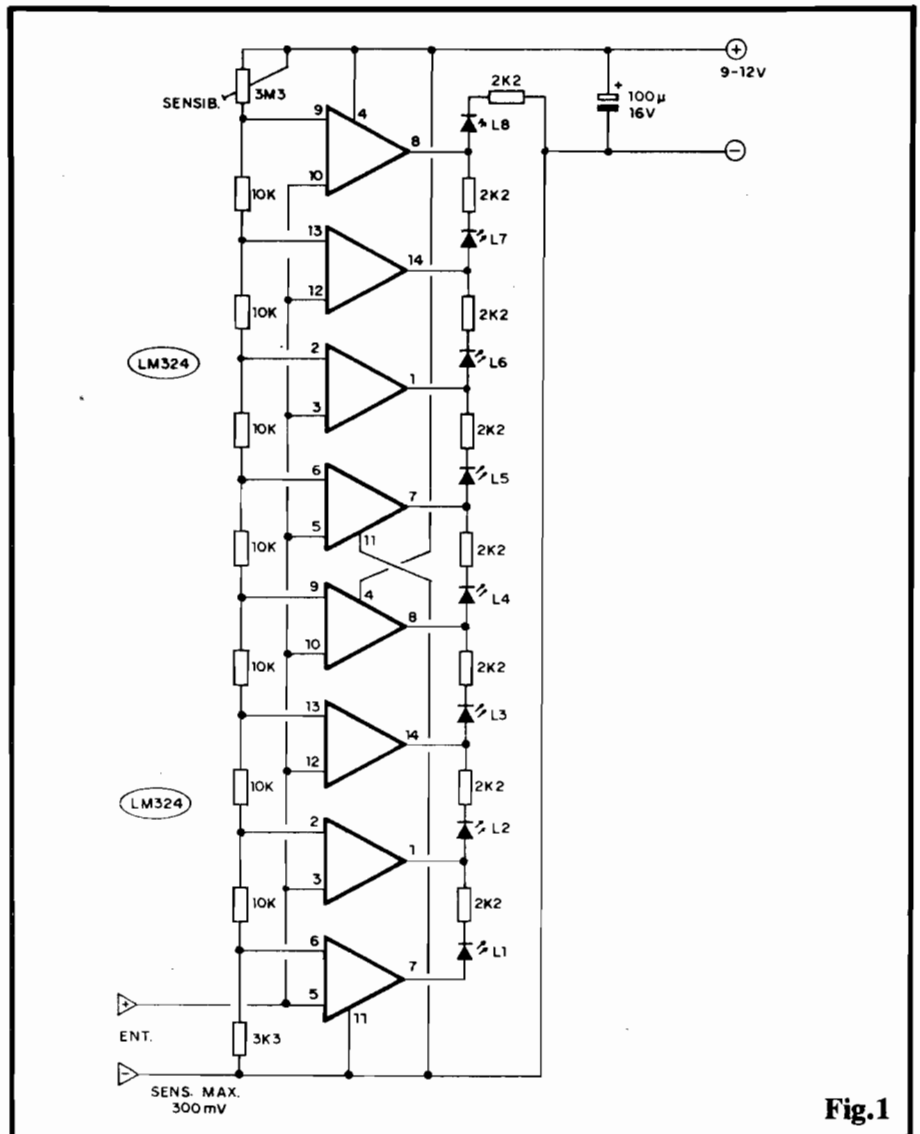 9-12V
2K2
100µ
16V
SENSIB.
3M3
9
4
8
L8
10
10K
2K2
13
14
L7
12
10K
2K2
LM324
2
1
L6
3
10K
2K2
6
7
L5
5
11
10K
2K2
9
4
8
L4
10
10K
2K2
13
14
L3
12
10K
2K2
LM324
2
1
L2
3
10K
2K2
6
7
L1
5
11
ENT.
3K3
SENS. MAX.
300mV
Fig.1